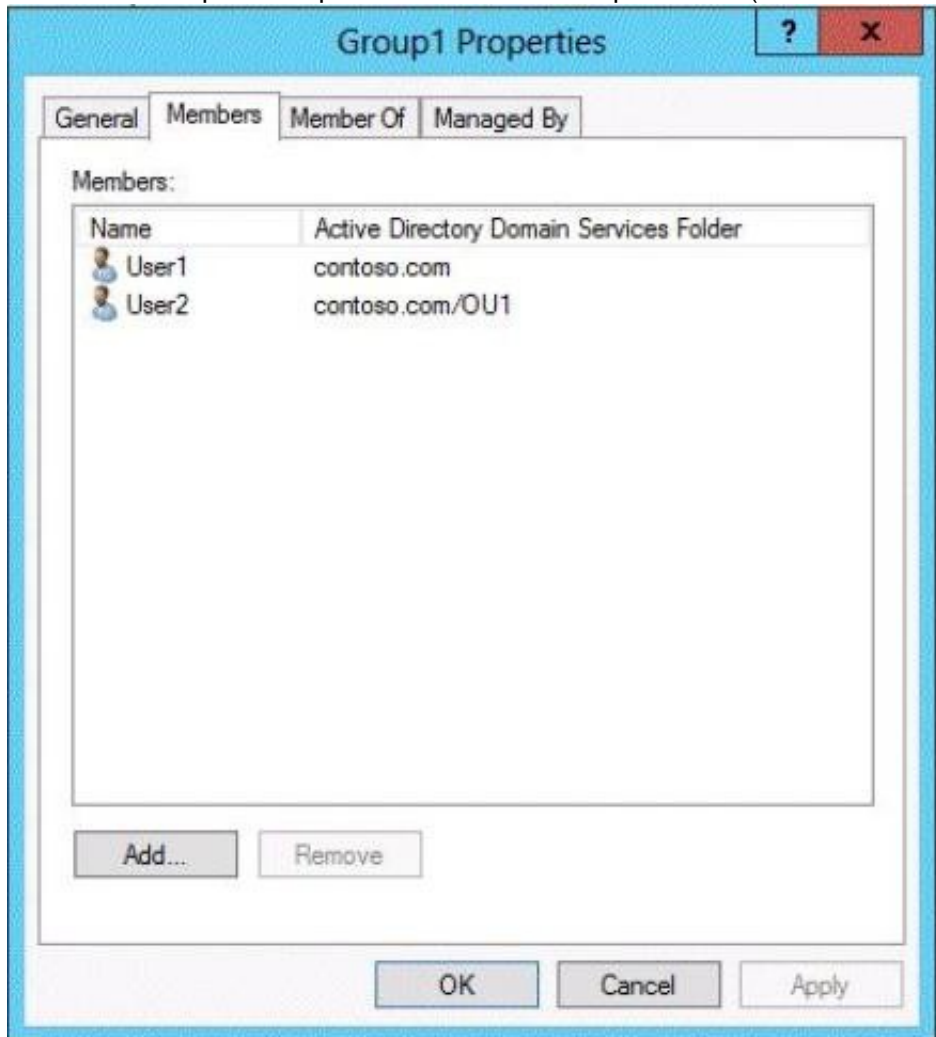 Group1 Properties
?
x
General Members Member Of Managed By
Members:
Name Active Directory Domain Services Folder
User1 contoso.com
User2 contoso.com/OU1
Add... Remove
OK Cancel Apply